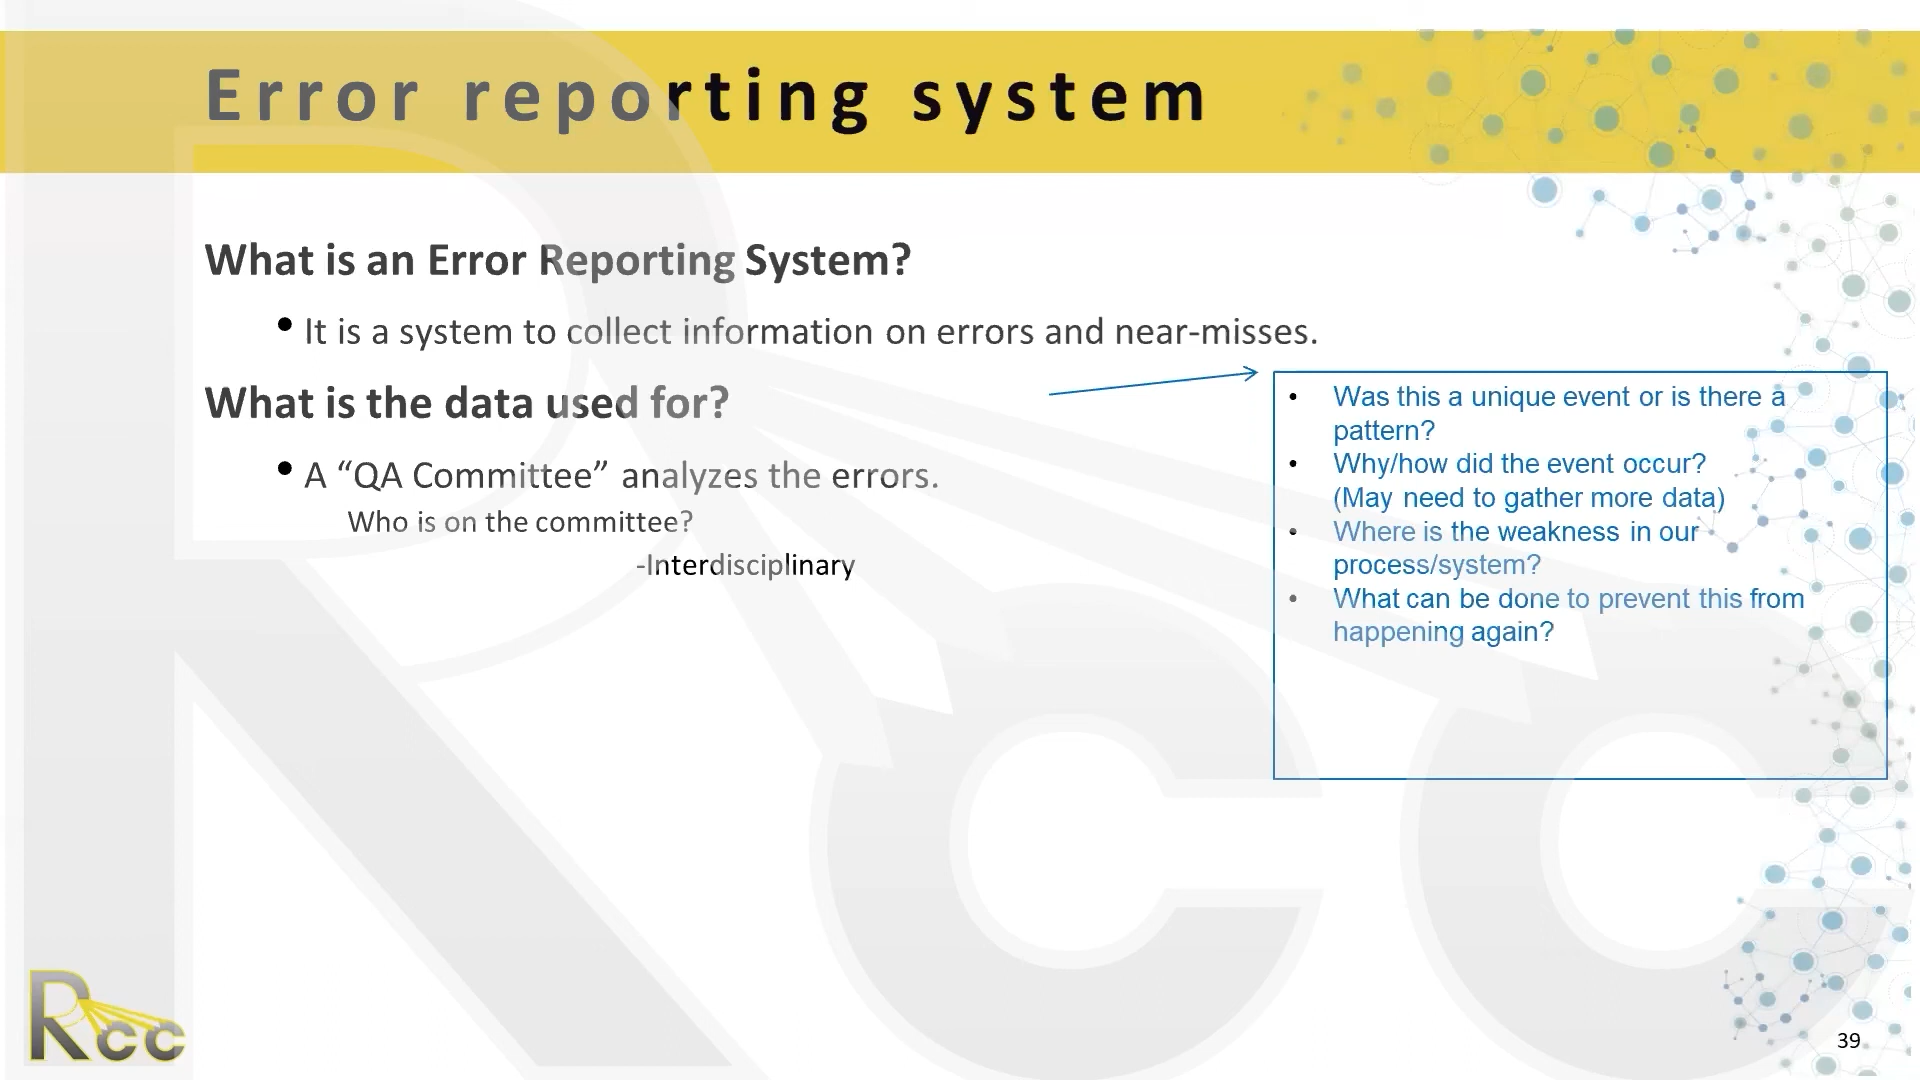 Error reporting system
What is an Error Reporting System?
• It is a system to collect information on errors and near-misses.
What is the data used for?
• A “QA Committee” analyzes the errors.
Who is on the committee?
-Interdisciplinary
• Was this a unique event or is there a
pattern?
• Why/how did the event occur?
(May need to gather more data)
• Where is the weakness in our
process/system?
• What can be done to prevent this from
happening again?
Rcc
39